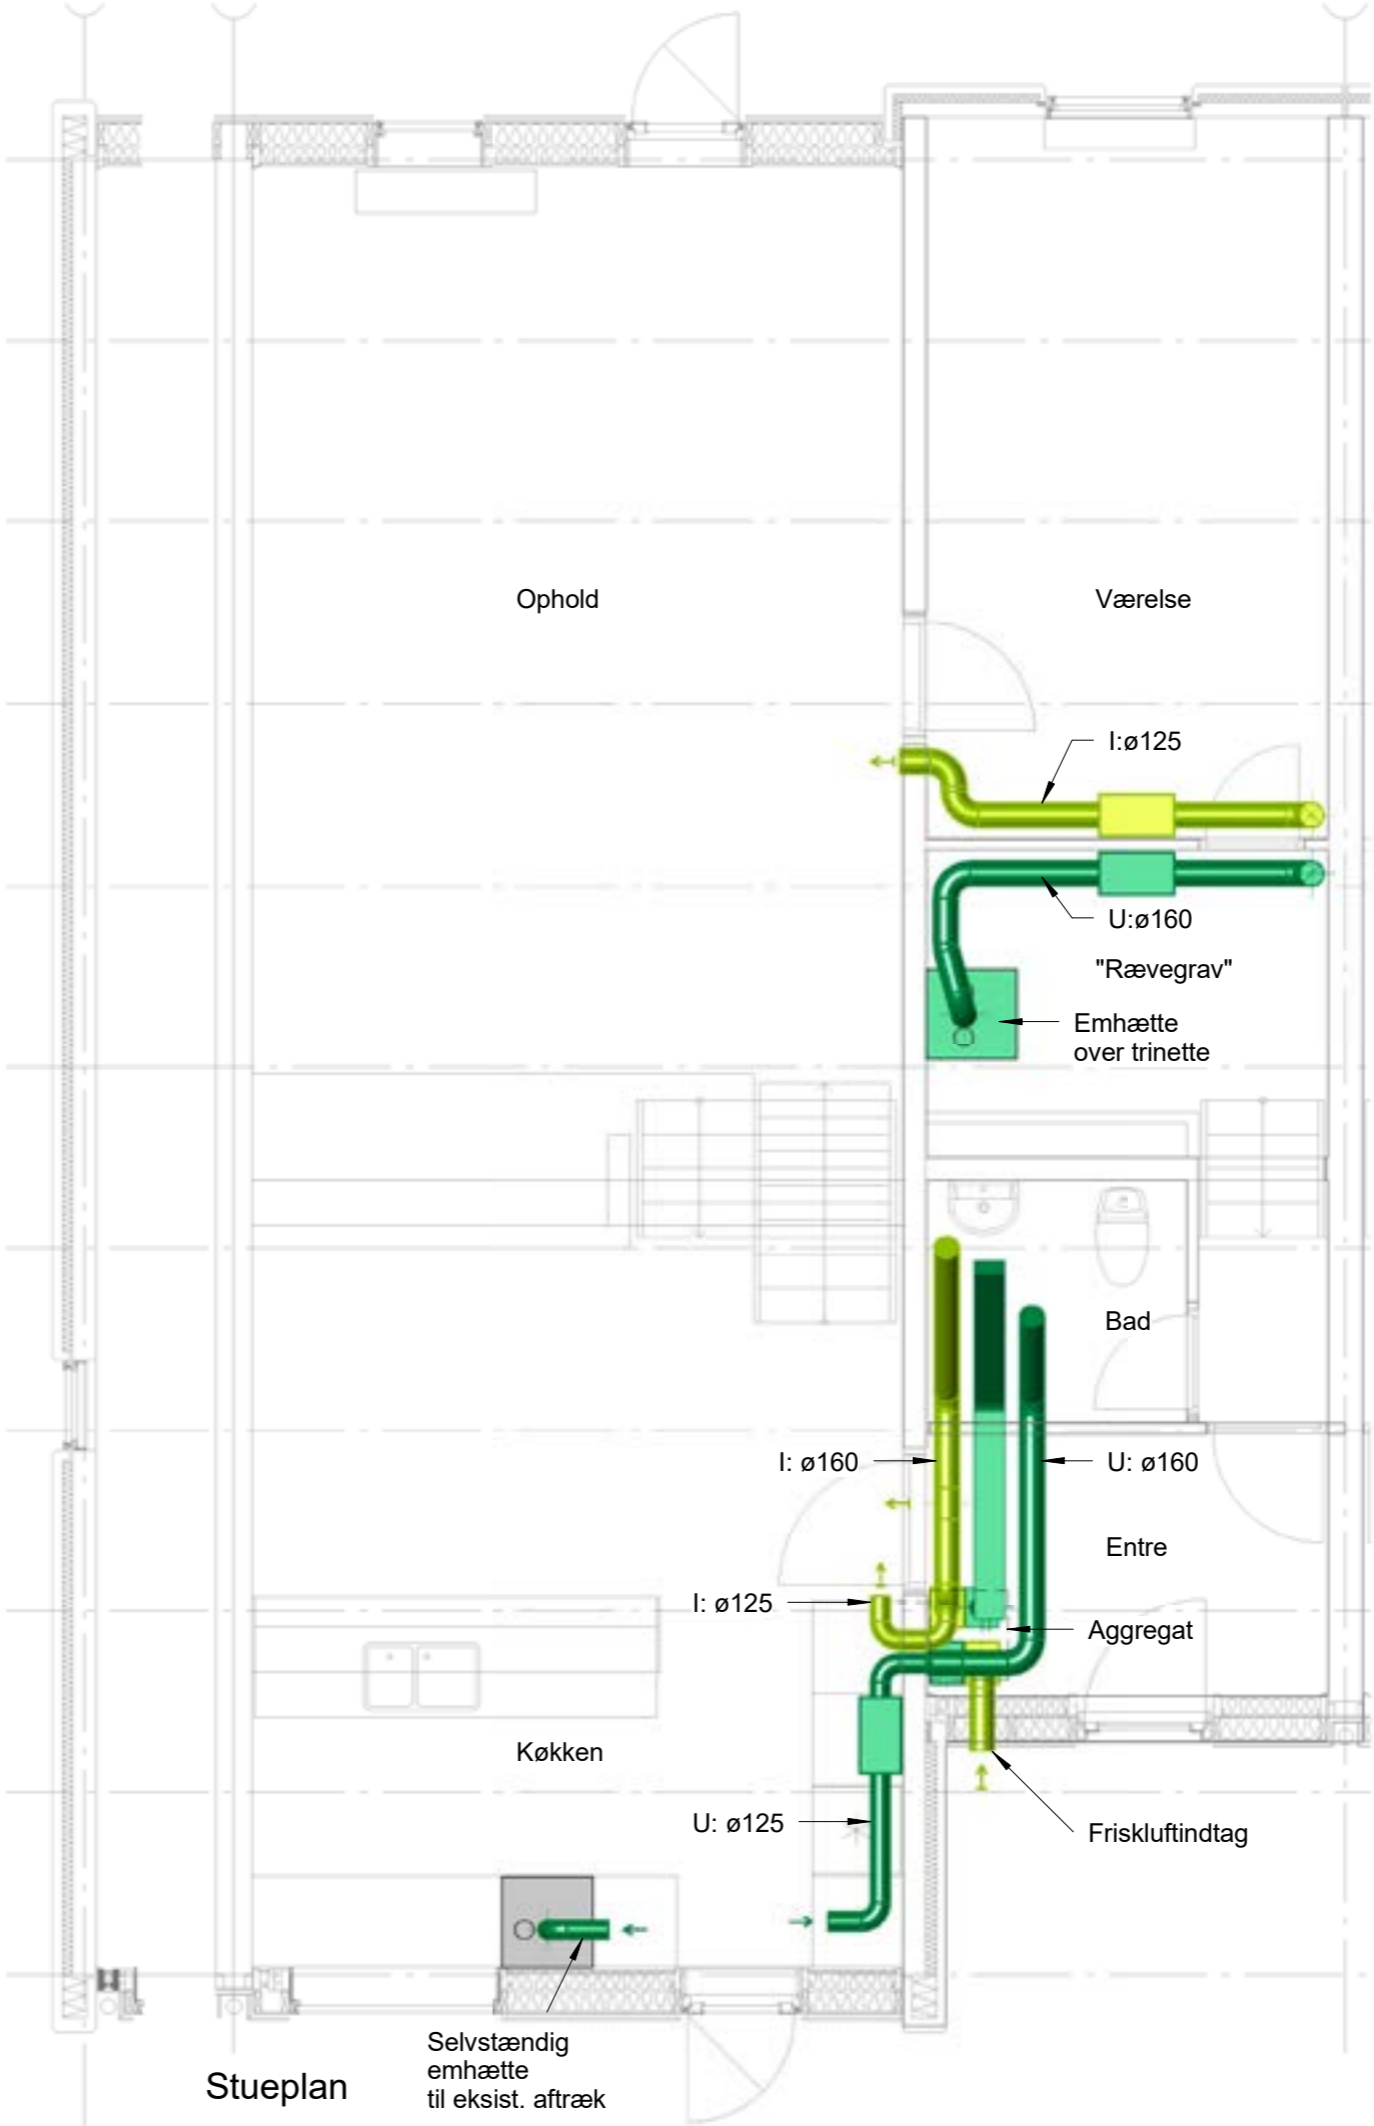 Ophold
Værelse
I:ø125
U:ø160
"Rævegrav"
Emhætte
over trinette
Bad
I: ø160
U: ø160
Entre
I: ø125
Aggregat
Køkken
U: ø125
Friskluftindtag
Selvstændig
emhætte
til eksist. aftræk
Stueplan